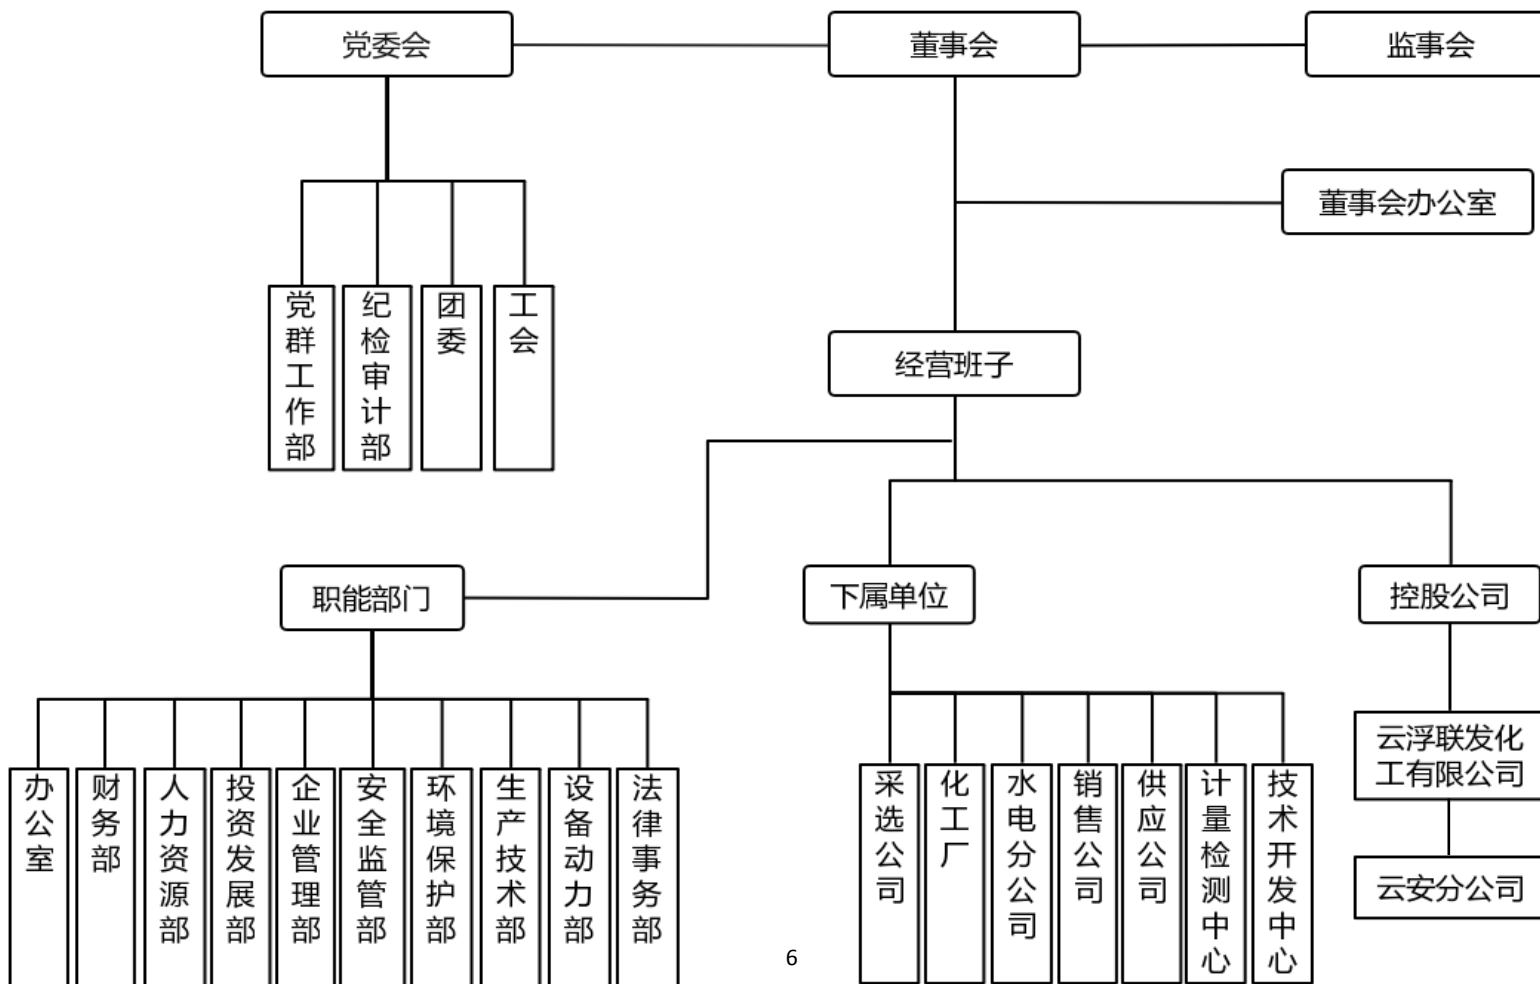 党委会
董事会
监事会
董事会办公室
党群工作部
纪检审计部
团委
工会
经营班子
职能部门
下属单位
控股公司
办公室
财务部
人力资源部
投资发展部
企业管理部
安全监管部
环境保护部
生产技术部
设备动力部
法律事务部
采选公司
化工厂
水电分公司
销售公司
供应公司
计量检测中心
技术开发中心
云浮联发化
工有限公司
云安分公司
6